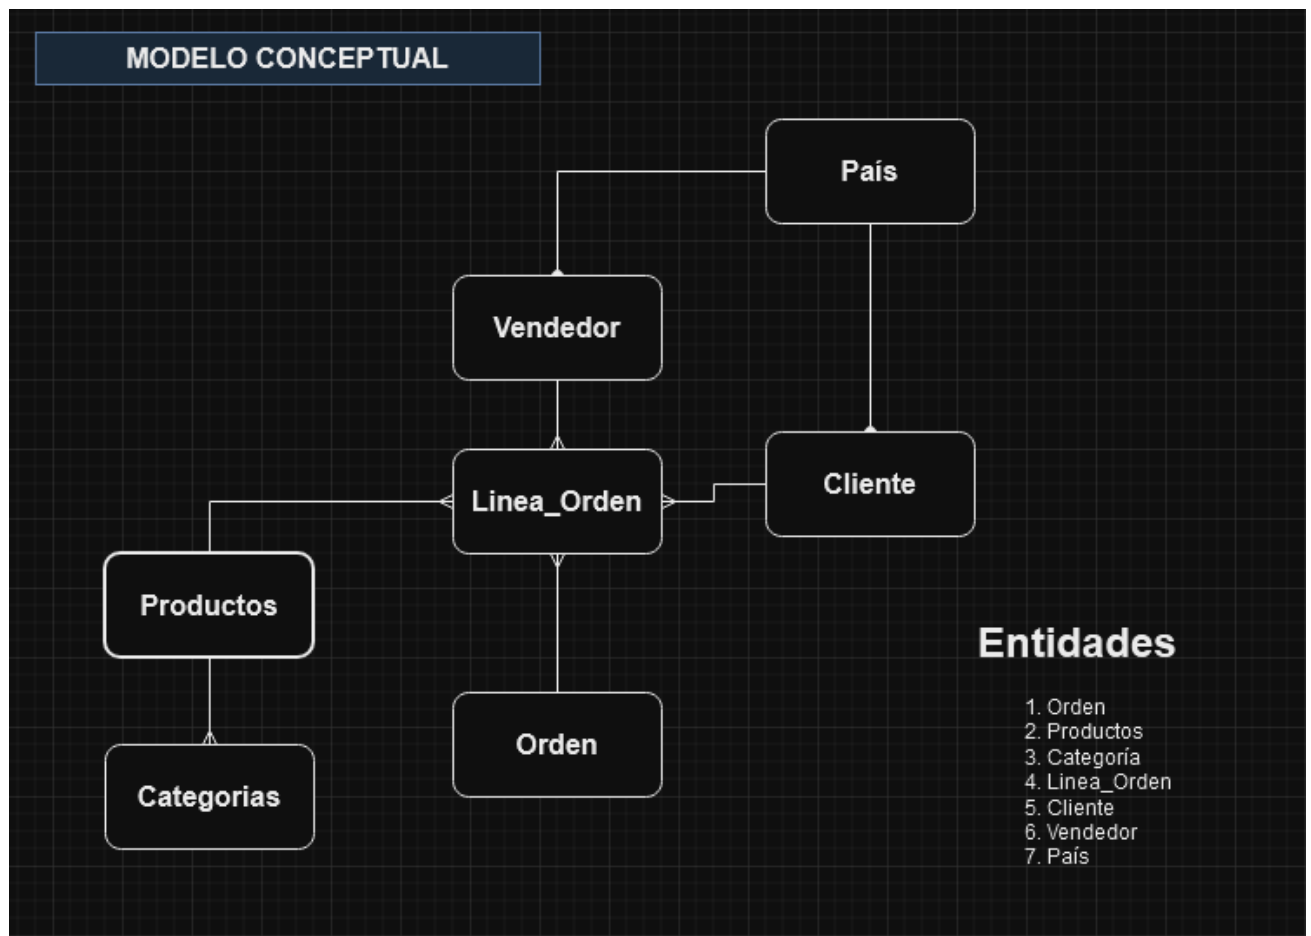 MODELO CONCEPTUAL
País
Vendedor
Cliente
Linea_Orden
Productos
Orden
Categorias
Entidades
1. Orden
2. Productos
3. Categoría
4. Linea_Orden
5. Cliente
6. Vendedor
7. País